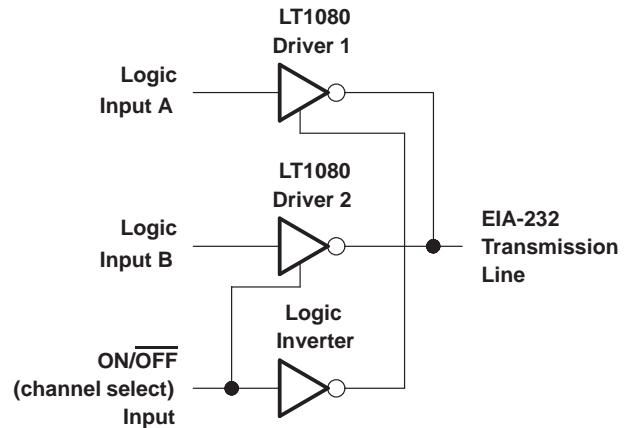 LT1080
Driver 1
Logic
Input A
LT1080
Driver 2
Logic
Input B
EIA-232
Transmission
Line
Logic
Inverter
ON/OFF
(channel select)
Input